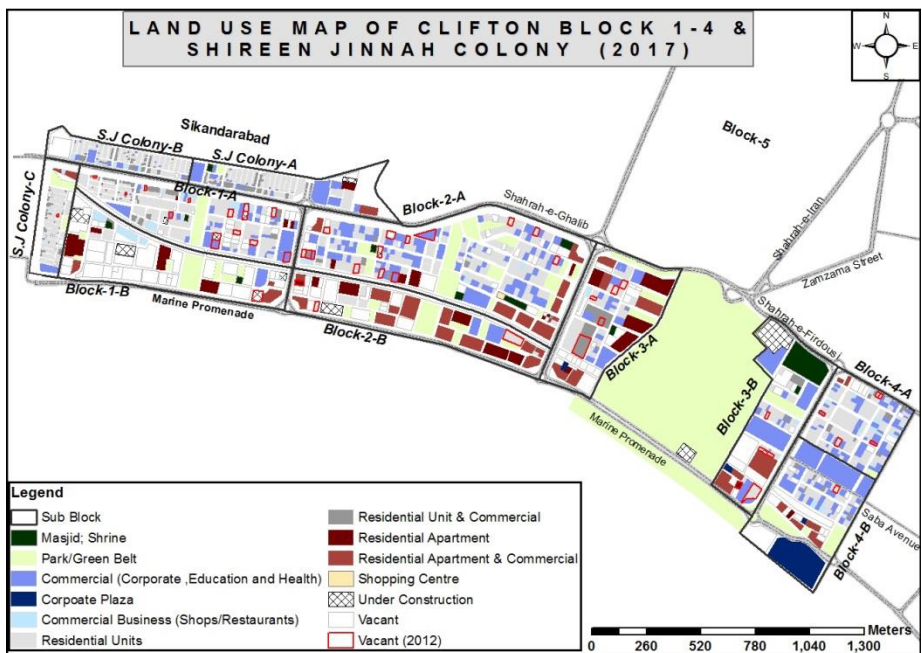 LAND USE MAP OF CLIFTON BLOCK 1-4 &
SHIREEN JINNAH COLONY (2017)
N
W E
S
Sikandarabad
S.J Colony-B
S.J Colony-A
Block-5
S.J Colony-C
Block-1-A
Block-2-A
Shahrah-e-Ghalib
Shahrah-e-Iran
Zamzama Street
Block-1-B
Marine Promenade
Block-2-B
Block-3-A
Shahrah-e-Firdousi
Block-3-B
Block-4-A
Marine Promenade
Saba Avenue
Block-4-B
Legend
Sub Block
Masjid; Shrine
Park/Green Belt
Commercial (Corporate ,Education and Health)
Corpoate Plaza
Commercial Business (Shops/Restaurants)
Residential Units
Residential Unit & Commercial
Residential Apartment
Residential Apartment & Commercial
Shopping Centre
Under Construction
Vacant
Vacant (2012)
Meters
0 260 520 780 1,040 1,300